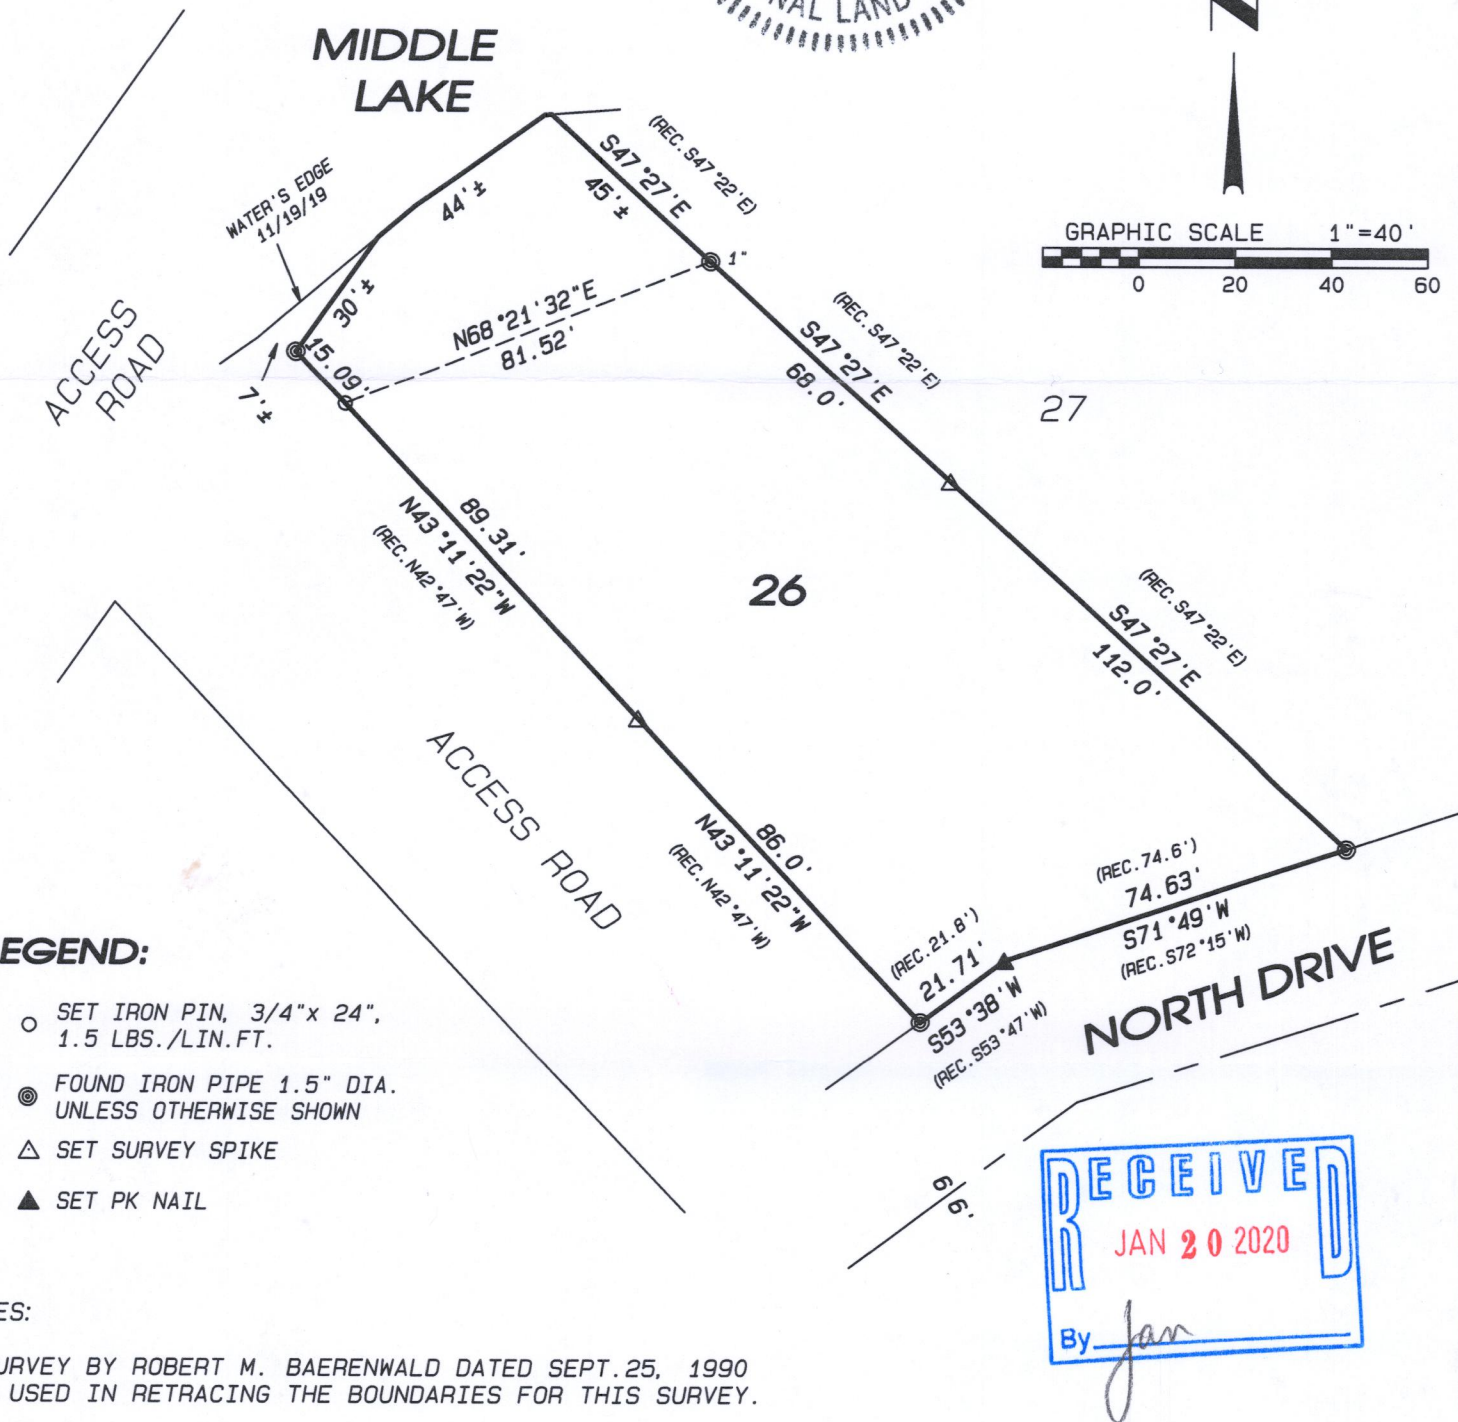 NAL LAND
N
MIDDLE
LAKE
GRAPHIC SCALE 1"=40'
0 20 40 60
WATER'S EDGE
11/19/19
44'±
30'±
S47°27'E
45'±
(REC.S47°22'E)
1"
N68°21'32"E
81.52'
15.09'
7'±
ACCESS
ROAD
(REC.S47°22'E)
S47°27'E
68.0'
27
89.31'
N43°11'22"W
(REC.N42°47'W)
26
(REC.S47°22'E)
S47°27'E
112.0'
ACCESS ROAD
86.0'
N43°11'22"W
(REC.N42°47'W)
(REC.74.6')
74.63'
S71°49'W
(REC.S72°15'W)
(REC.21.8')
21.71'
S53°38'W
(REC.S53°47'W)
NORTH DRIVE
66'
EGEND:
SET IRON PIN, 3/4"x 24",
1.5 LBS./LIN.FT.
FOUND IRON PIPE 1.5" DIA.
UNLESS OTHERWISE SHOWN
SET SURVEY SPIKE
SET PK NAIL
RECEIVED
JAN 20 2020
By Jan
ES:
URVEY BY ROBERT M. BAERENWALD DATED SEPT.25, 1990
USED IN RETRACING THE BOUNDARIES FOR THIS SURVEY.